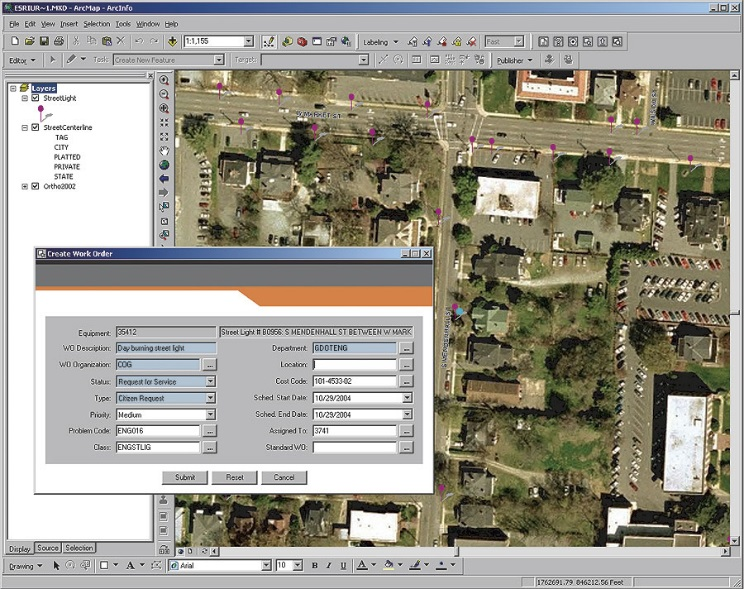 ESRIUR~1.MXD - ArcMap - ArcInfo
File Edit View Insert Selection Tools Window Help
1:1,155
Labeling
Fast
Editor
Task: Create New Feature
Target:
Publisher
Layers
StreetLight
StreetCenterline
TAG
CITY
PLATTED
PRIVATE
STATE
Ortho2002
Create Work Order
Equipment: 35412 Street Light # B0956: S MENDENHALL ST BETWEEN W MARK
WO Description: Day burning street light
Department: GDOTENG ...
WO Organization: COG ...
Location: ...
Status: Request for Service
Cost Code: 101-4533-02 ...
Type: Citizen Request
Sched. Start Date: 10/29/2004
Priority: Medium
Sched. End Date: 10/29/2004
Problem Code: ENG016 ...
Assigned To: 3741 ...
Class: ENGSTLIG ...
Standard WO: ...
Submit Reset Cancel
Display Source Selection
Drawing
A
Arial
10
B I U A
1762691.79 846212.56 Feet